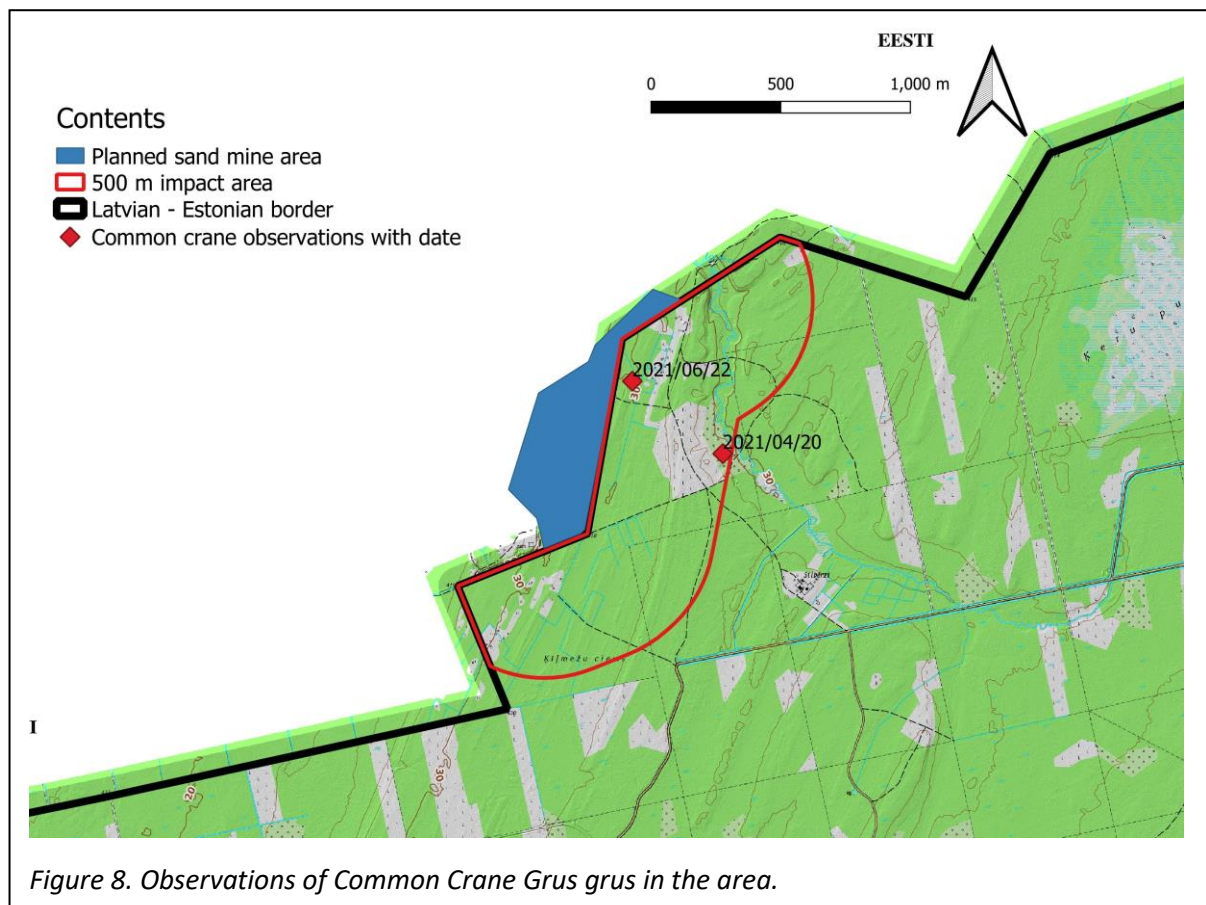 EESTI
0 500 1,000 m
Contents
Planned sand mine area
500 m impact area
Latvian - Estonian border
Common crane observations with date
2021/06/22
30
2021/04/20
30
30
I
30
20
Figure 8. Observations of Common Crane Grus grus in the area.